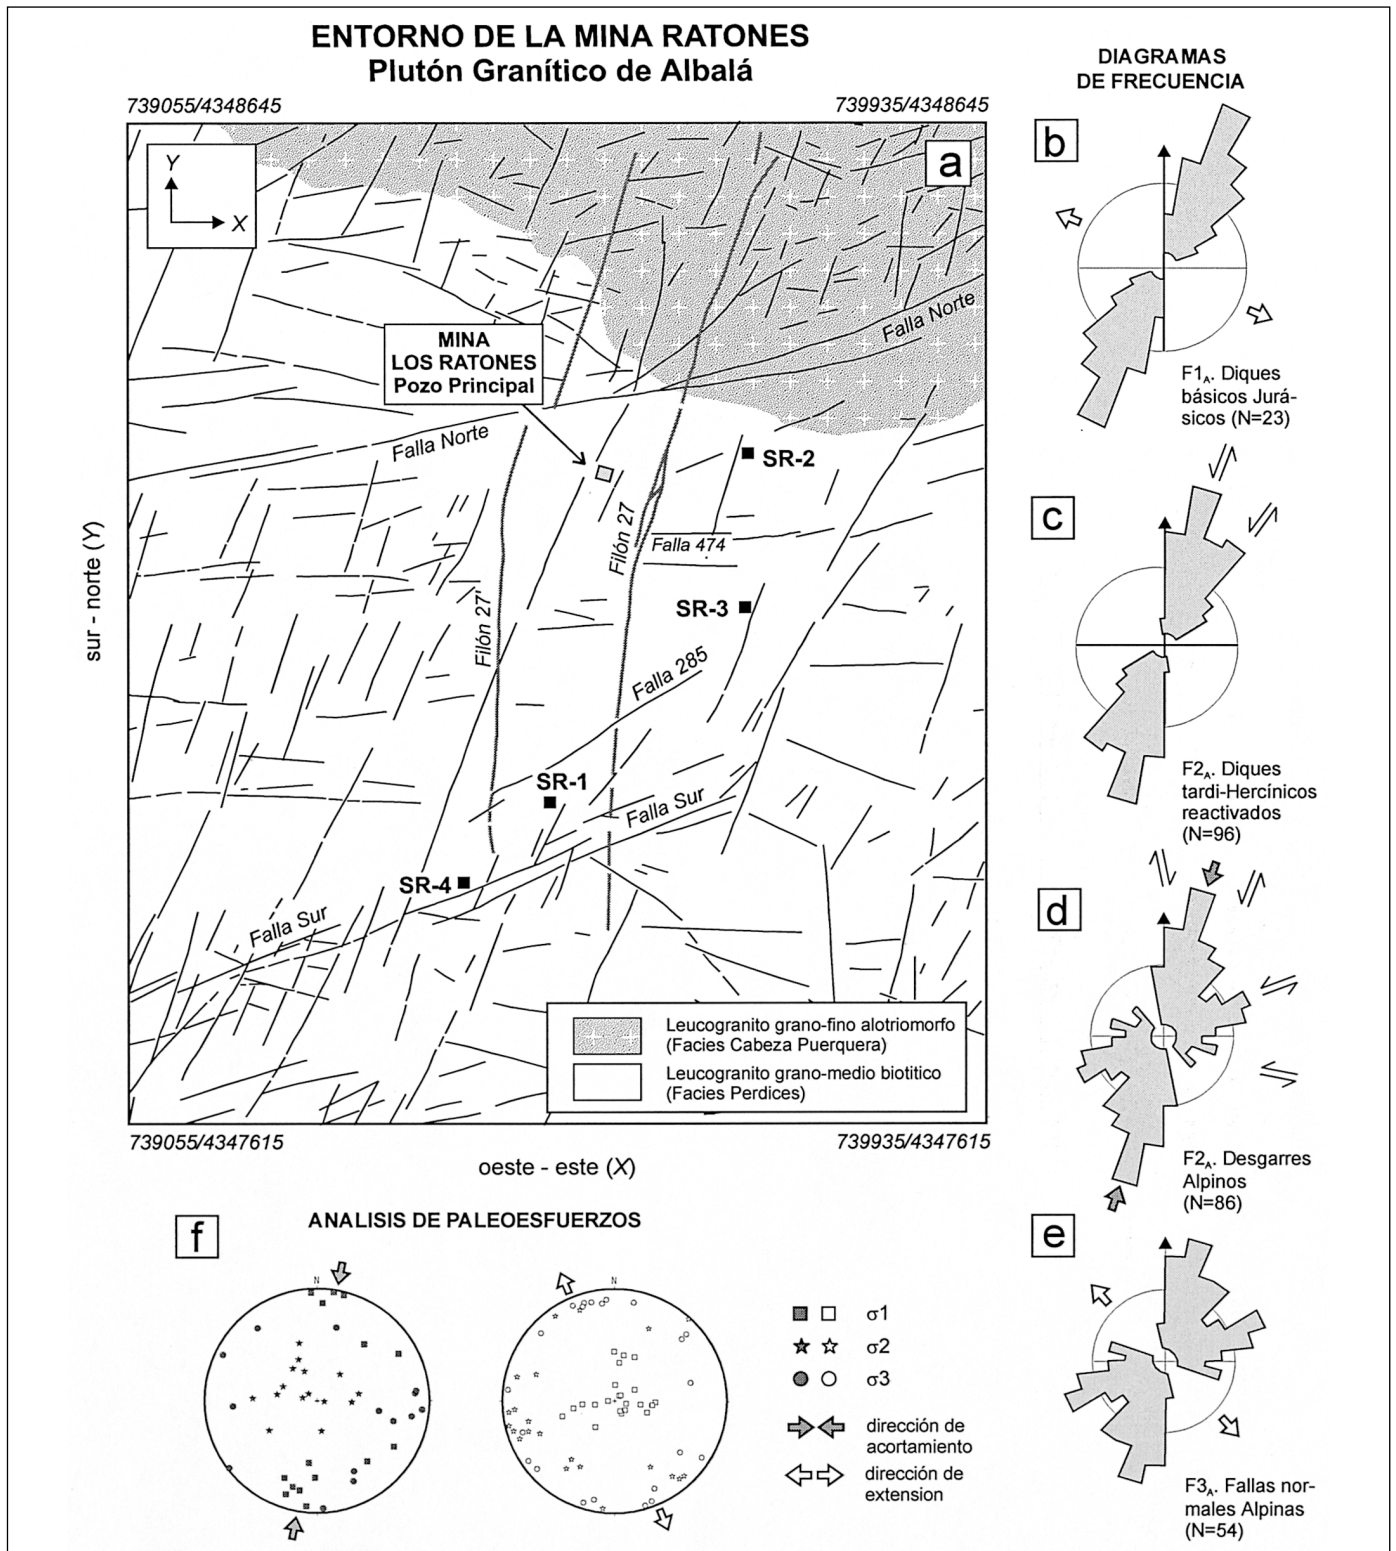 ENTORNO DE LA MINA RATONES
Plutón Granítico de Albalá
739055/4348645
739935/4348645
a
Y
X
MINA
LOS RATONES
Pozo Principal
Falla Norte
Falla Norte
SR-2
Filón 27
Falla 474
Filón 27'
SR-3
Falla 285
SR-1
Falla Sur
SR-4
Falla Sur
sur - norte (Y)
Leucogranito grano-fino alotriomorfo
(Facies Cabeza Puerquera)
Leucogranito grano-medio biotitico
(Facies Perdices)
739055/4347615
739935/4347615
oeste - este (X)
DIAGRAMAS
DE FRECUENCIA
b
F1A. Diques
básicos Jurá-
sicos (N=23)
c
F2A. Diques
tardi-Hercínicos
reactivados
(N=96)
d
F2A. Desgarres
Alpinos
(N=86)
e
F3A. Fallas nor-
males Alpinas
(N=54)
f
ANALISIS DE PALEOESFUERZOS
N
N
σ1
σ2
σ3
dirección de
acortamiento
dirección de
extension